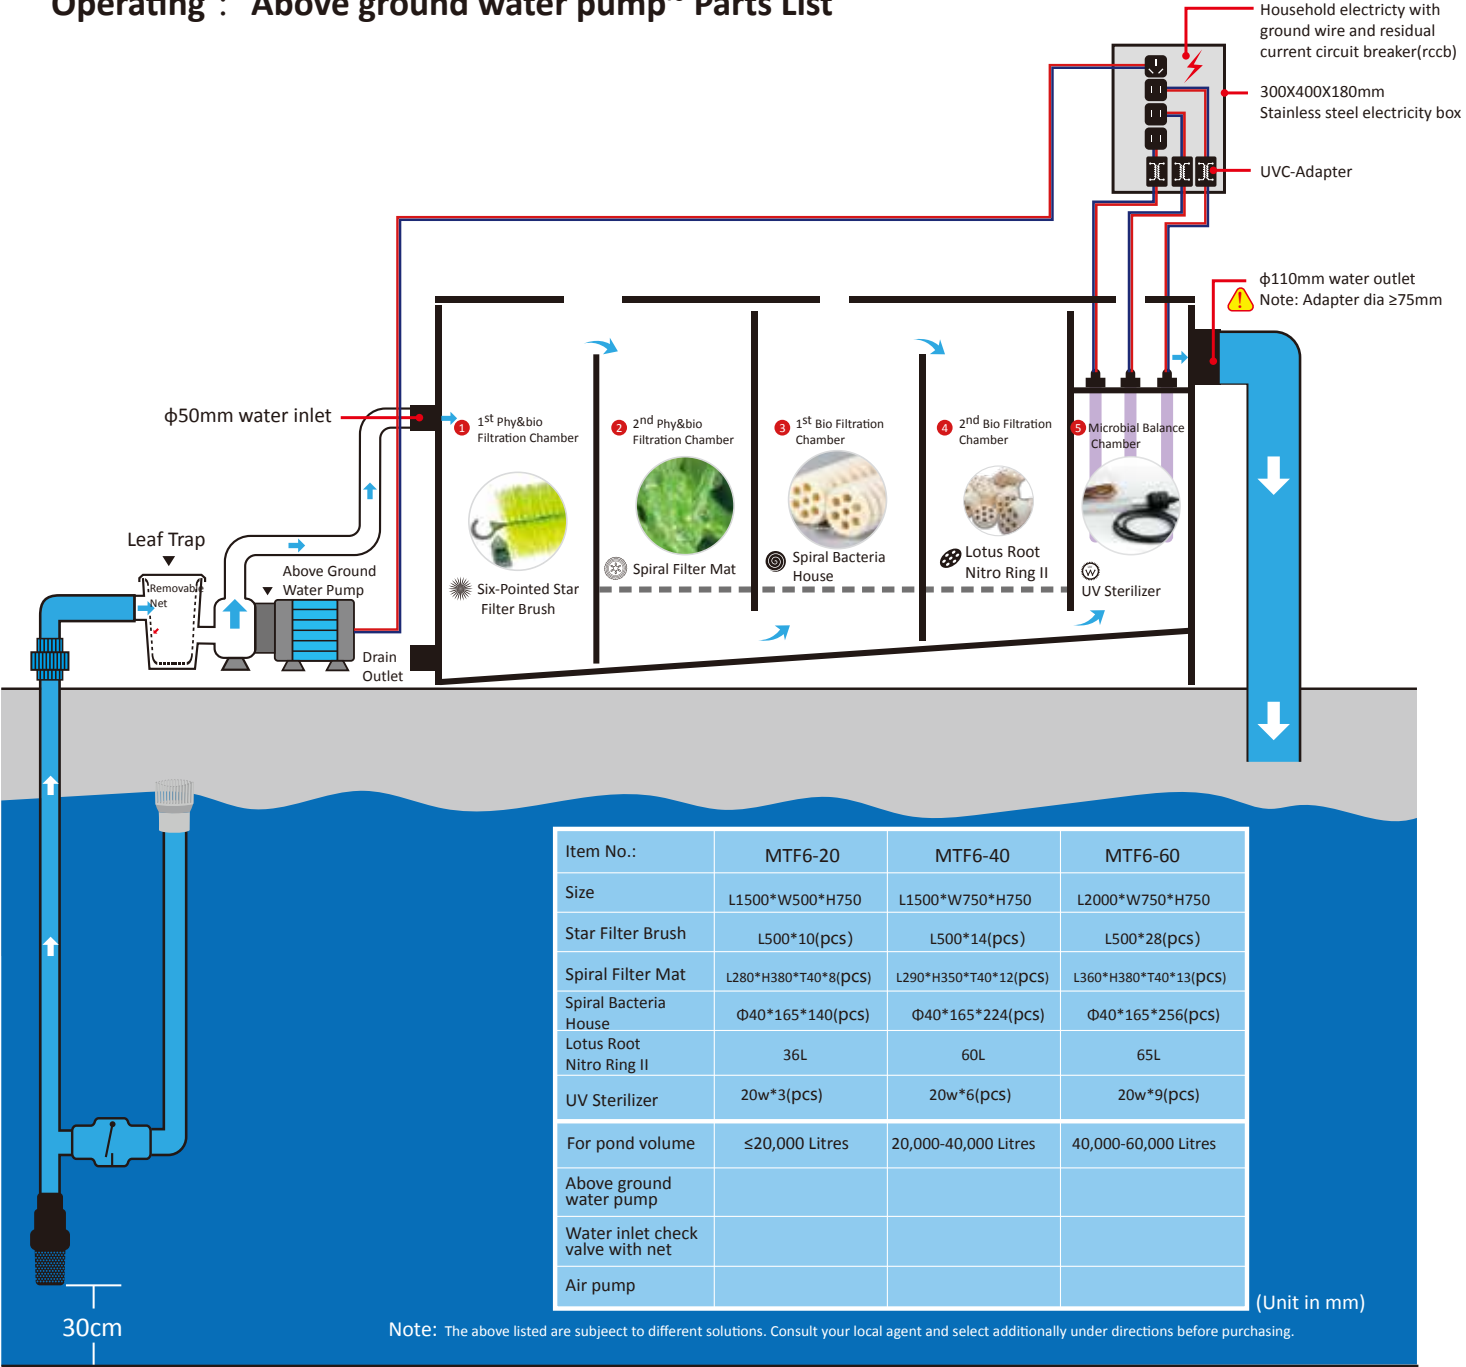 Operating : Above ground water pump~ Parts List
Household electricty with
ground wire and residual
current circuit breaker(rccb)
300X400X180mm
Stainless steel electricity box
UVC-Adapter
ф110mm water outlet
Note: Adapter dia ≥75mm
ф50mm water inlet
1 1st Phy&bio
Filtration Chamber
2 2nd Phy&bio
Filtration Chamber
3 1st Bio Filtration
Chamber
4 2nd Bio Filtration
Chamber
5 Microbial Balance
Chamber
Six-Pointed Star
Filter Brush
Spiral Filter Mat
Spiral Bacteria
House
Lotus Root
Nitro Ring II
W
UV Sterilizer
Leaf Trap
Removable
Net
Above Ground
Water Pump
Drain
Outlet
Item No.: MTF6-20 MTF6-40 MTF6-60
Size L1500*W500*H750 L1500*W750*H750 L2000*W750*H750
Star Filter Brush L500*10(pcs) L500*14(pcs) L500*28(pcs)
Spiral Filter Mat L280*H380*T40*8(pcs) L290*H350*T40*12(pcs) L360*H380*T40*13(pcs)
Spiral Bacteria
House Φ40*165*140(pcs) Φ40*165*224(pcs) Φ40*165*256(pcs)
Lotus Root
Nitro Ring II 36L 60L 65L
UV Sterilizer 20w*3(pcs) 20w*6(pcs) 20w*9(pcs)
For pond volume ≤20,000 Litres 20,000-40,000 Litres 40,000-60,000 Litres
Above ground
water pump
Water inlet check
valve with net
Air pump
(Unit in mm)
30cm
Note: The above listed are subjeect to different solutions. Consult your local agent and select additionally under directions before purchasing.